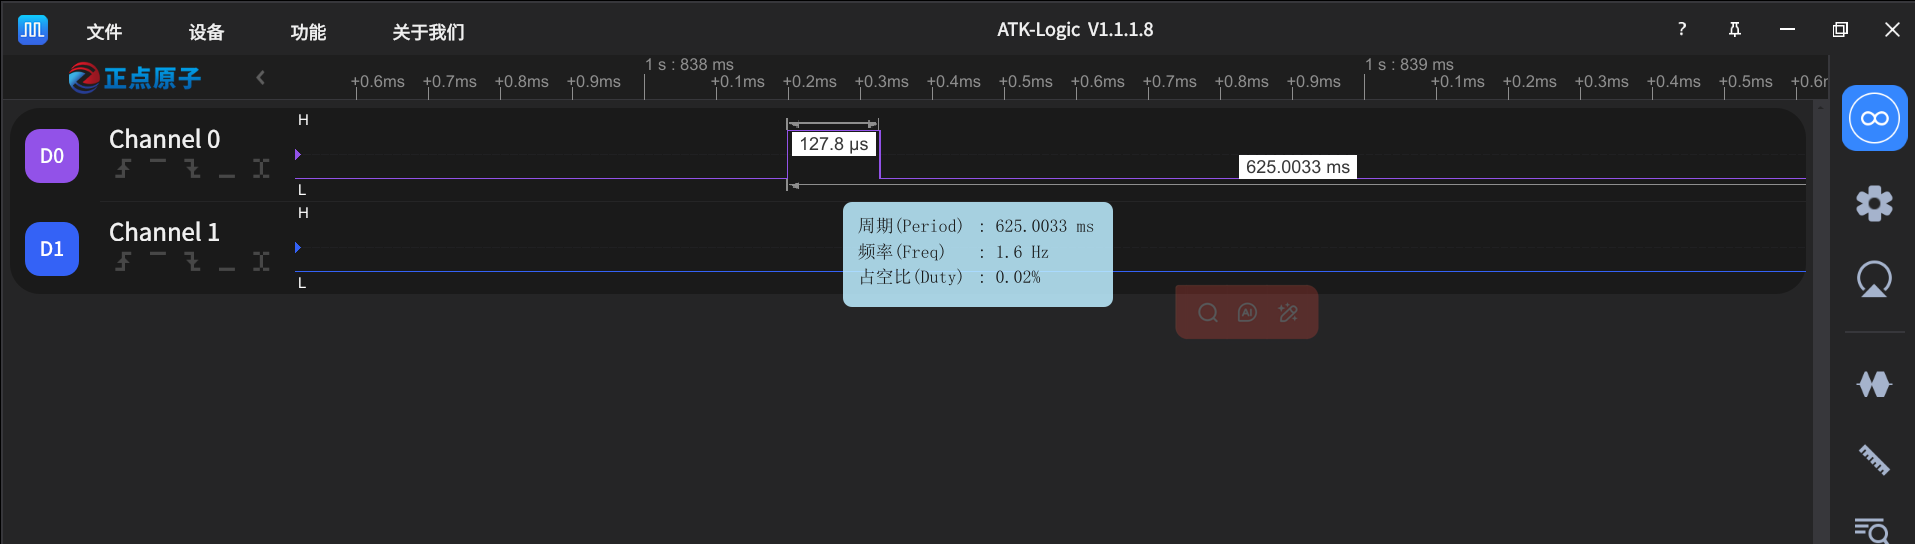 文件 设备 功能 关于我们 ATK-Logic V1.1.1.8 ?
正点原子
1 s : 838 ms 1 s : 839 ms
+0.6ms +0.7ms +0.8ms +0.9ms +0.1ms +0.2ms +0.3ms +0.4ms +0.5ms +0.6ms +0.7ms +0.8ms +0.9ms +0.1ms +0.2ms +0.3ms +0.4ms +0.5ms
D0 Channel 0 H
127.8 µs
625.0033 ms
L
D1 Channel 1 H
L
周期(Period) : 625.0033 ms
频率(Freq) : 1.6 Hz
占空比(Duty) : 0.02%
AI